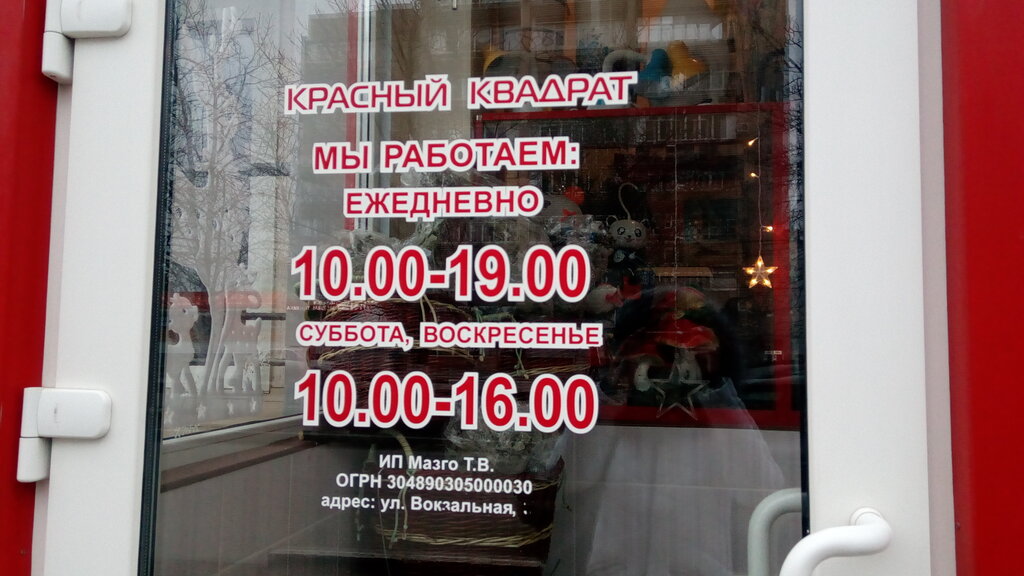 КРАСНЫЙ КВАДРАТ
МЫ РАБОТАЕМ:
ЕЖЕДНЕВНО
10.00-19.00
СУББОТА, ВОСКРЕСЕНЬЕ
10.00-16.00
ИП Мазго Т.В.
ОГРН 304890305000030
адрес: ул. Вокзальная,